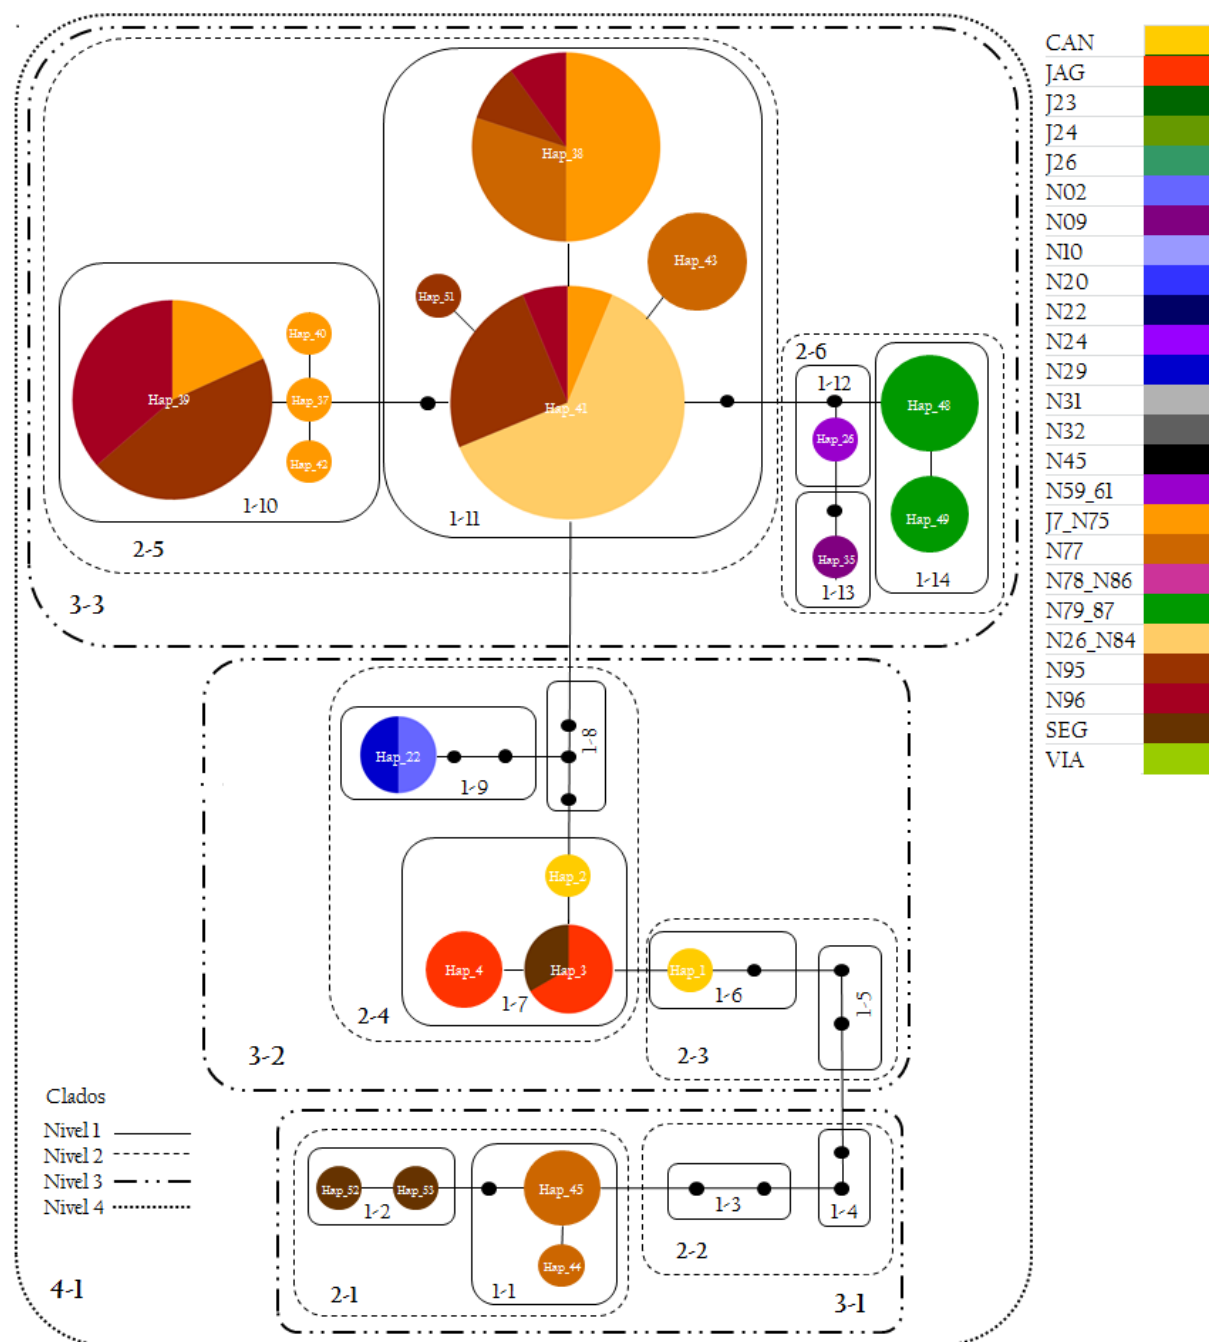 CAN
JAG
J23
J24
J26
N02
N09
N10
N20
N22
N24
N29
N31
N32
N45
N59_61
J7_N75
N77
N78_N86
N79_87
N26_N84
N95
N96
SEG
VIA
Hap_38
Hap_43
Hap_51
Hap_41
1-11
Hap_39
Hap_40
Hap_37
Hap_42
1-10
2-5
2-6
1-12
Hap_26
Hap_48
Hap_49
Hap_35
1-13
1-14
3-3
Hap_22
1-9
1-8
Hap_2
Hap_4
Hap_3
1-7
2-4
Hap_1
1-6
1-5
2-3
3-2
Clados
Nivel 1
Nivel 2
Nivel 3
Nivel 4
Hap_52
Hap_53
1-2
Hap_45
Hap_44
1-1
2-1
1-3
1-4
2-2
3-1
4-1